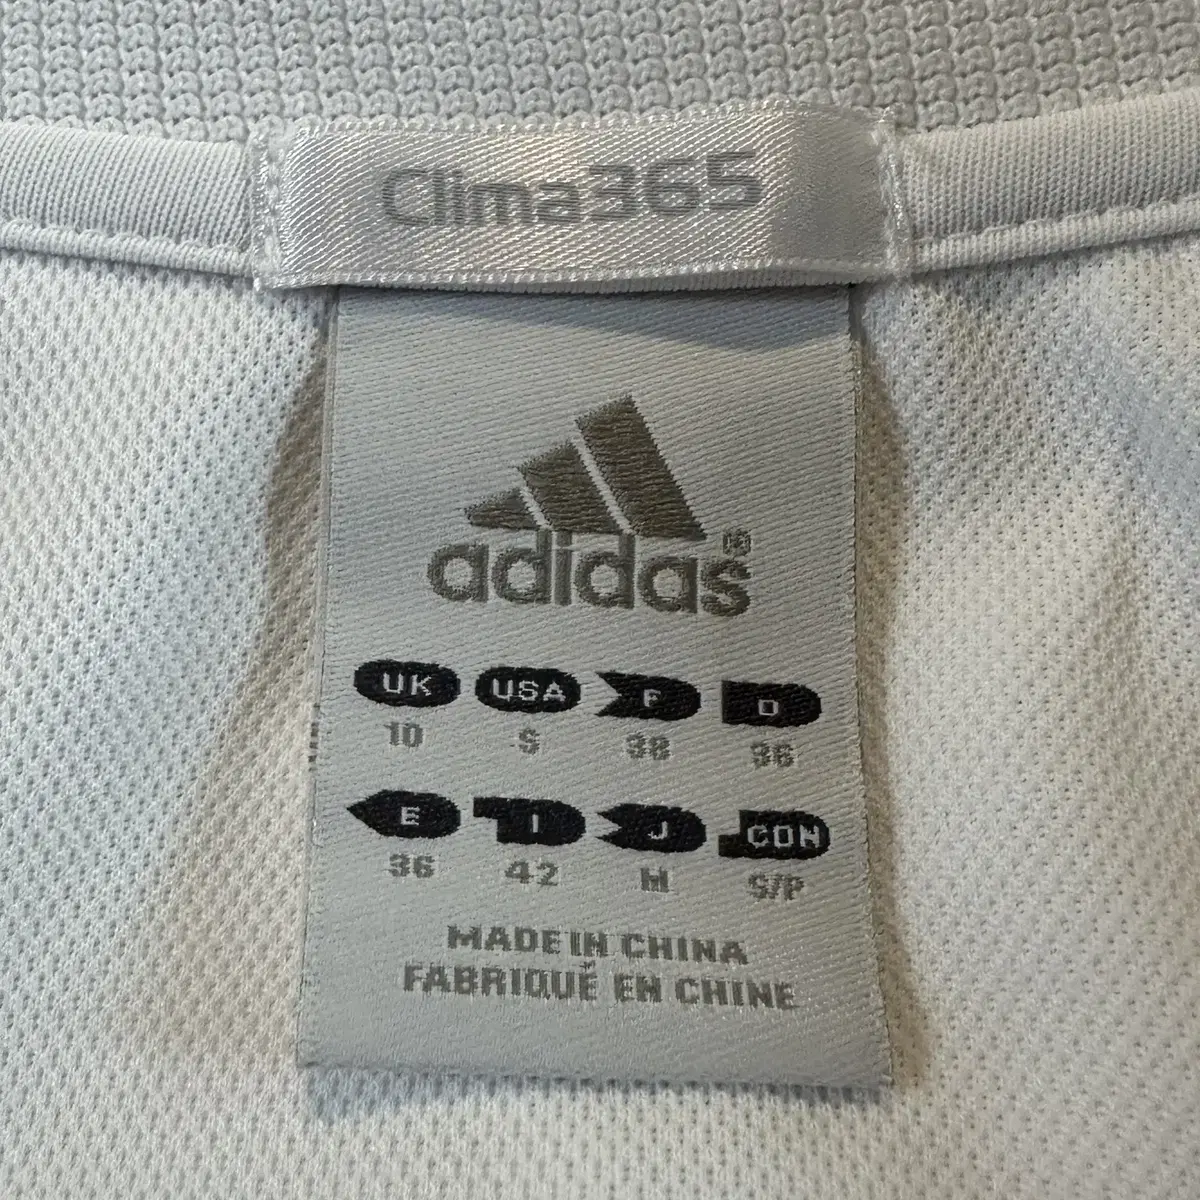 Clima365
adidas®
UK USA F D
10 S 38 36
E I J CON
36 42 M S/P
MADE IN CHINA
FABRIQUÉ EN CHINE